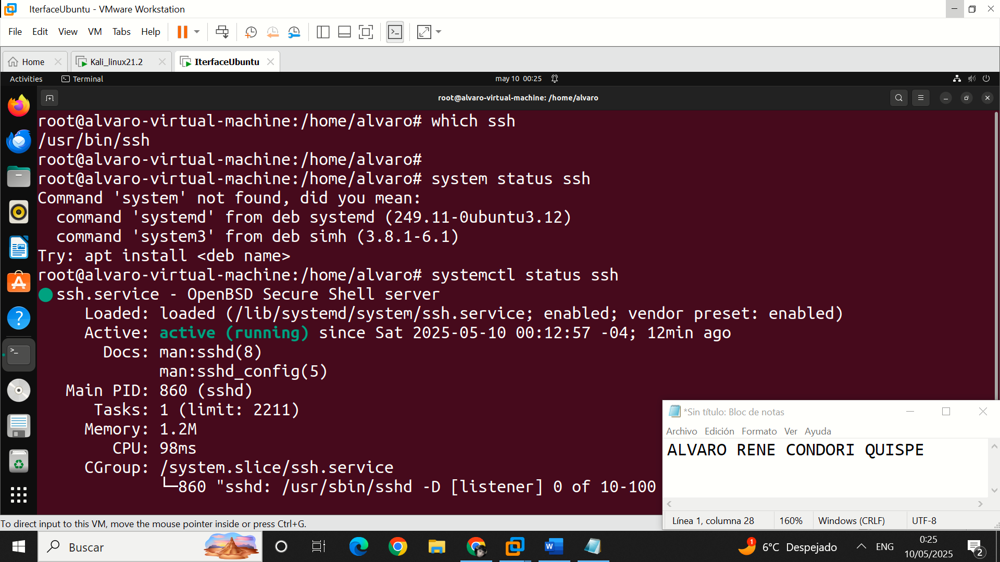 IterfaceUbuntu - VMware Workstation
File Edit View VM Tabs Help
Home Kali_linux21.2 IterfaceUbuntu
Activities Terminal may 10 00:25
root@alvaro-virtual-machine: /home/alvaro
root@alvaro-virtual-machine:/home/alvaro# which ssh
/usr/bin/ssh
root@alvaro-virtual-machine:/home/alvaro#
root@alvaro-virtual-machine:/home/alvaro# system status ssh
Command 'system' not found, did you mean:
  command 'systemd' from deb systemd (249.11-0ubuntu3.12)
  command 'system3' from deb simh (3.8.1-6.1)
Try: apt install <deb name>
root@alvaro-virtual-machine:/home/alvaro# systemctl status ssh
ssh.service - OpenBSD Secure Shell server
     Loaded: loaded (/lib/systemd/system/ssh.service; enabled; vendor preset: enabled)
     Active: active (running) since Sat 2025-05-10 00:12:57 -04; 12min ago
       Docs: man:sshd(8)
             man:sshd_config(5)
   Main PID: 860 (sshd)
      Tasks: 1 (limit: 2211)
     Memory: 1.2M
        CPU: 98ms
     CGroup: /system.slice/ssh.service
             └─860 "sshd: /usr/sbin/sshd -D [listener] 0 of 10-100
*Sin título: Bloc de notas
Archivo Edición Formato Ver Ayuda
ALVARO RENE CONDORI QUISPE
Línea 1, columna 28 160% Windows (CRLF) UTF-8
To direct input to this VM, move the mouse pointer inside or press Ctrl+G.
Buscar
1 6°C Despejado ENG 0:25
10/05/2025 2